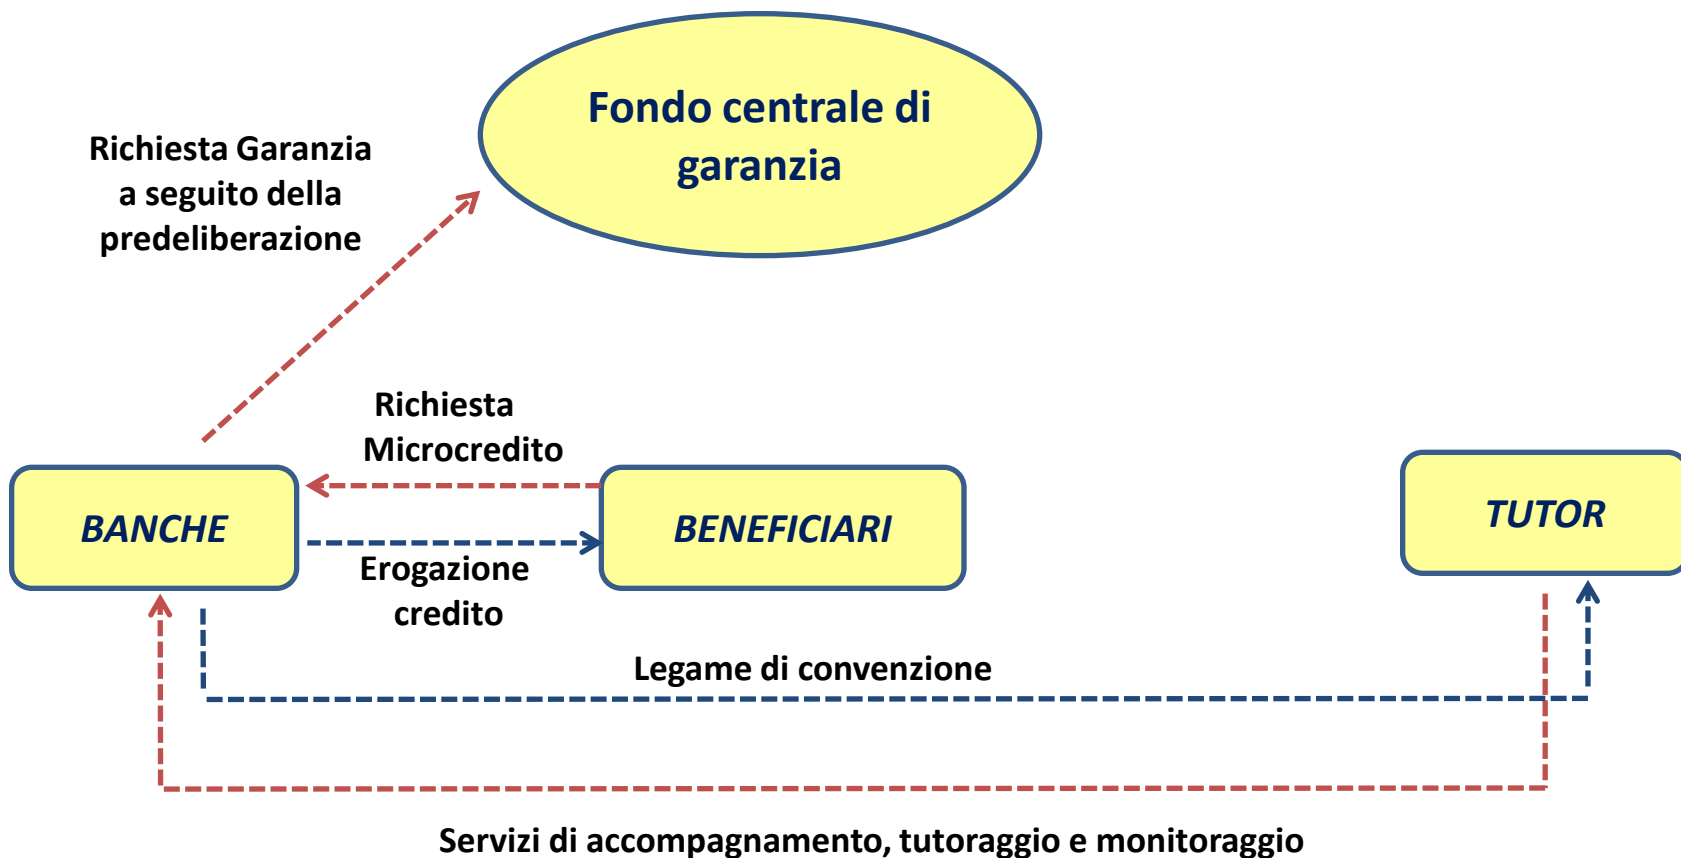 Fondo centrale di
garanzia
Richiesta Garanzia
a seguito della
predeliberazione
Richiesta
Microcredito
BANCHE
BENEFICIARI
TUTOR
Erogazione
credito
Legame di convenzione
Servizi di accompagnamento, tutoraggio e monitoraggio